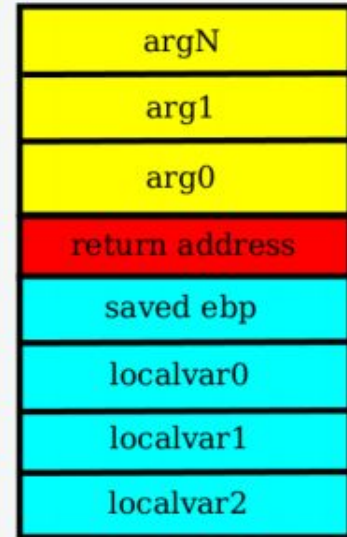 argN
arg1
arg0
return address
saved ebp
localvar0
localvar1
localvar2